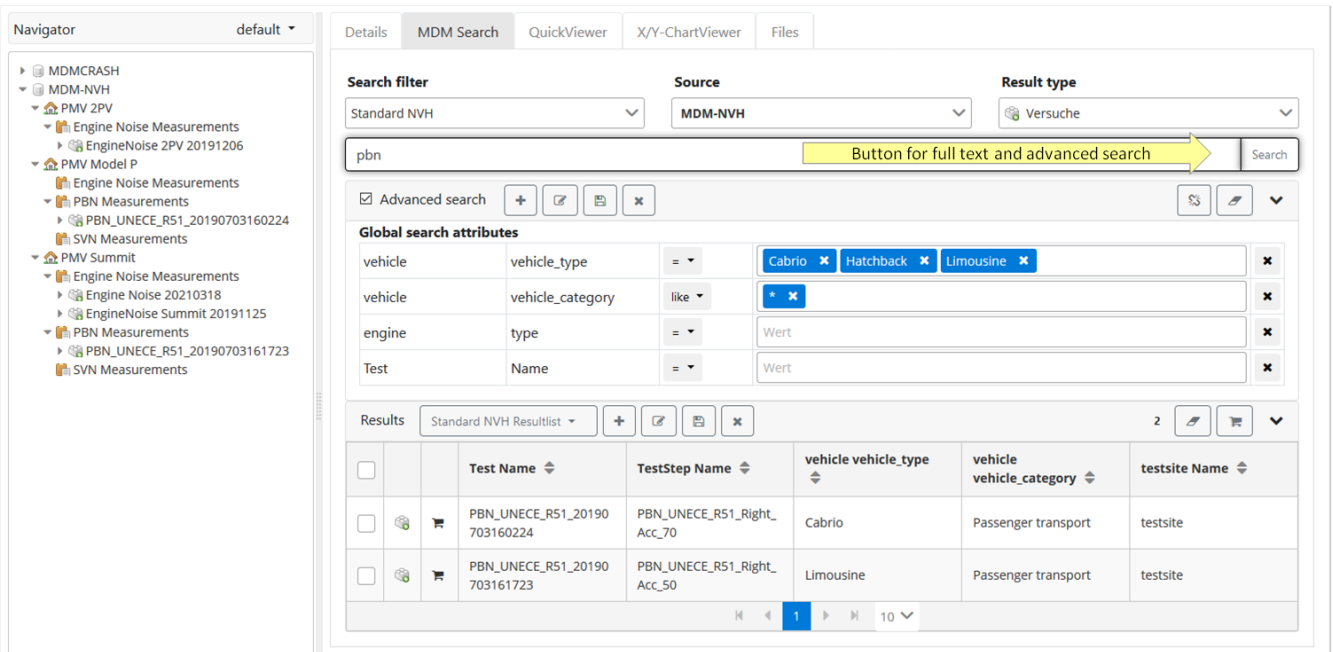 Navigator default
MDMCRASH
MDM-NVH
PMV 2PV
Engine Noise Measurements
EngineNoise 2PV 20191206
PMV Model P
Engine Noise Measurements
PBN Measurements
PBN_UNECE_R51_20190703160224
SVN Measurements
PMV Summit
Engine Noise Measurements
Engine Noise 20210318
EngineNoise Summit 20191125
PBN Measurements
PBN_UNECE_R51_20190703161723
SVN Measurements
Details MDM Search QuickViewer X/Y-ChartViewer Files
Search filter Source Result type
Standard NVH MDM-NVH Versuche
pbn Button for full text and advanced search Search
Advanced search
Global search attributes
vehicle vehicle_type = Cabrio Hatchback Limousine
vehicle vehicle_category like *
engine type = Wert
Test Name = Wert
Results Standard NVH Resultlist 2
Test Name TestStep Name vehicle vehicle_type vehicle
vehicle_category testsite Name
PBN_UNECE_R51_20190
703160224 PBN_UNECE_R51_Right_
Acc_70 Cabrio Passenger transport testsite
PBN_UNECE_R51_20190
703161723 PBN_UNECE_R51_Right_
Acc_50 Limousine Passenger transport testsite
1 10